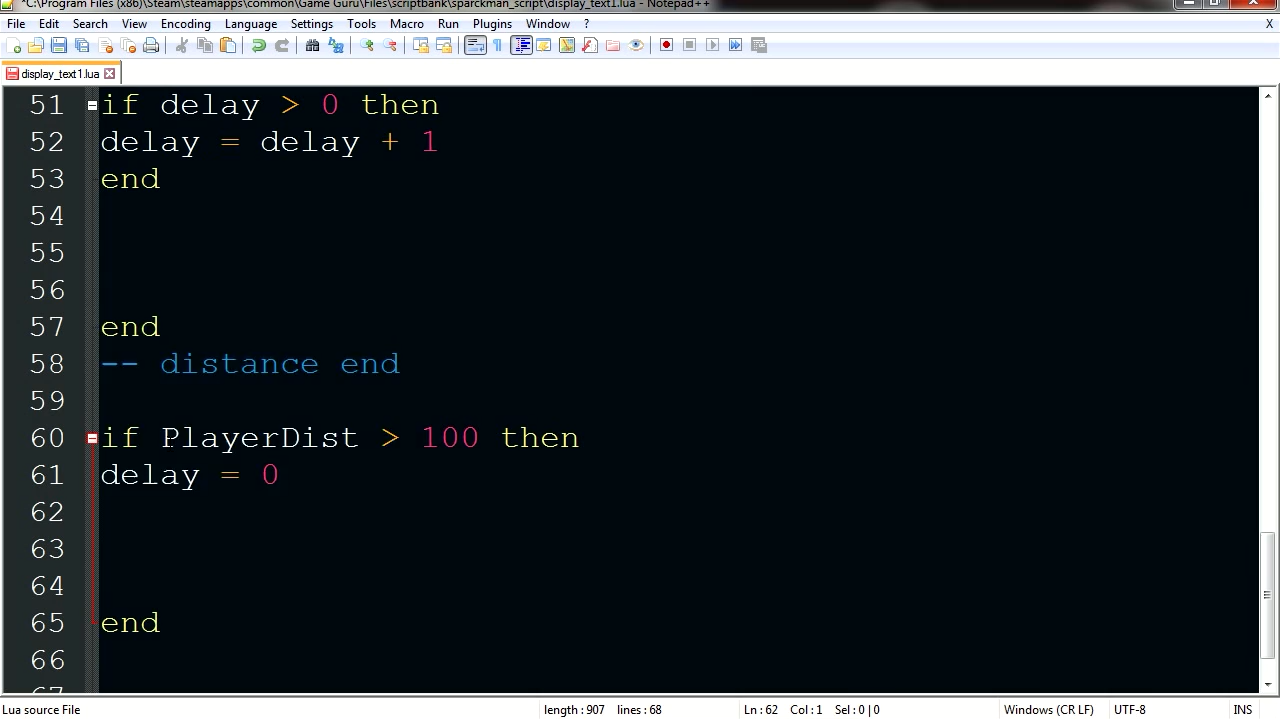 *C:\Program Files (x86)\Steam\steamapps\common\Game Guru\Files\scriptbank\sparckman_script\display_text1.lua - Notepad++
File Edit Search View Encoding Language Settings Tools Macro Run Plugins Window ? X
display_text1.lua
51 if delay > 0 then
52 delay = delay + 1
53 end
54
55
56
57 end
58 -- distance end
59
60 if PlayerDist > 100 then
61 delay = 0
62
63
64
65 end
66
67
Lua source File length : 907 lines : 68 Ln : 62 Col : 1 Sel : 0 | 0 Windows (CR LF) UTF-8 INS